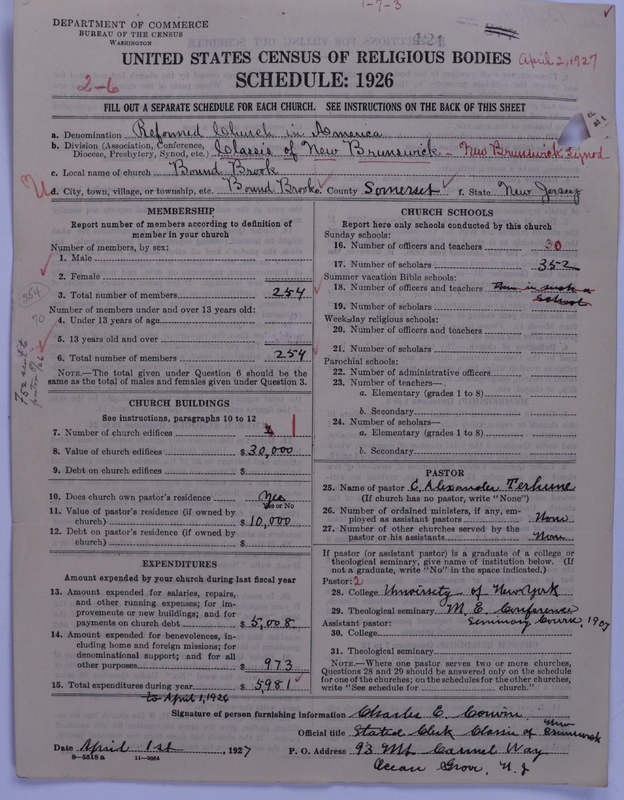 1-7-3
DEPARTMENT OF COMMERCE
BUREAU OF THE CENSUS
WASHINGTON
UNITED STATES CENSUS OF RELIGIOUS BODIES
April 2, 1927
SCHEDULE: 1926
2-6
FILL OUT A SEPARATE SCHEDULE FOR EACH CHURCH. SEE INSTRUCTIONS ON THE BACK OF THIS SHEET
a. Denomination Reformed Church in America
b. Division (Association, Conference, Diocese, Presbytery, Synod, etc.) Classis of New Brunswick - New Brunswick Synod
c. Local name of church Bound Brook
d. City, town, village, or township, etc. Bound Brook County Somerset f. State New Jersey
MEMBERSHIP
Report number of members according to definition of
member in your church
Number of members, by sex:
1. Male
2. Female
3. Total number of members 254
Number of members under and over 13 years old:
4. Under 13 years of age
5. 13 years old and over
6. Total number of members 254
NOTE.—The total given under Question 6 should be
same as the total of males and females given under Question 3.
CHURCH BUILDINGS
See instructions, paragraphs 10 to 12
7. Number of church edifices 1
8. Value of church edifices $30,000
9. Debt on church edifices $
10. Does church own pastor's residence Yes
Yes or No
11. Value of pastor's residence (if owned by
church) $10,000
12. Debt on pastor's residence (if owned by
church) $
EXPENDITURES
Amount expended by your church during last fiscal year
13. Amount expended for salaries, repairs,
and other running expenses; for im-
provements or new buildings; and for
payments on church debt $5,008
14. Amount expended for benevolences, in-
cluding home and foreign missions; for
denominational support; and for all
other purposes $973
15. Total expenditures during year $5981
to April 1, 1926
CHURCH SCHOOLS
Report here only schools conducted by this church
Sunday schools:
16. Number of officers and teachers 30
17. Number of scholars 352
Summer vacation Bible schools:
18. Number of officers and teachers
19. Number of scholars school
Weekday religious schools:
20. Number of officers and teachers
21. Number of scholars
Parochial schools:
22. Number of administrative officers
23. Number of teachers—
a. Elementary (grades 1 to 8)
b. Secondary
24. Number of scholars—
a. Elementary (grades 1 to 8)
b. Secondary
PASTOR
25. Name of pastor E. Alexander Terhune
(If church has no pastor, write "None")
26. Number of ordained ministers, if any, em-
ployed as assistant pastors None
27. Number of other churches served by the
pastor or his assistants None
If pastor (or assistant pastor) is a graduate of a college or
theological seminary, give name of institution below. (If
not a graduate, write "No" in the space indicated.)
Pastor: 2
28. College University of New York
29. Theological seminary M. E. Conference
Assistant pastor: Seminary Course, 1907
30. College
31. Theological seminary
NOTE.—Where one pastor serves two or more churches,
Questions 28 and 29 should be answered only on the schedule
for one of the churches; on the schedules for the other churches,
write "See schedule for church."
Signature of person furnishing information Charles E. Corwin
Official title Stated Clerk Classis of New Brunswick
Date April 1st, 1927 P. O. Address 93 Mt Carmel Way
8-5518a 11-9054
Ocean Grove, N. J